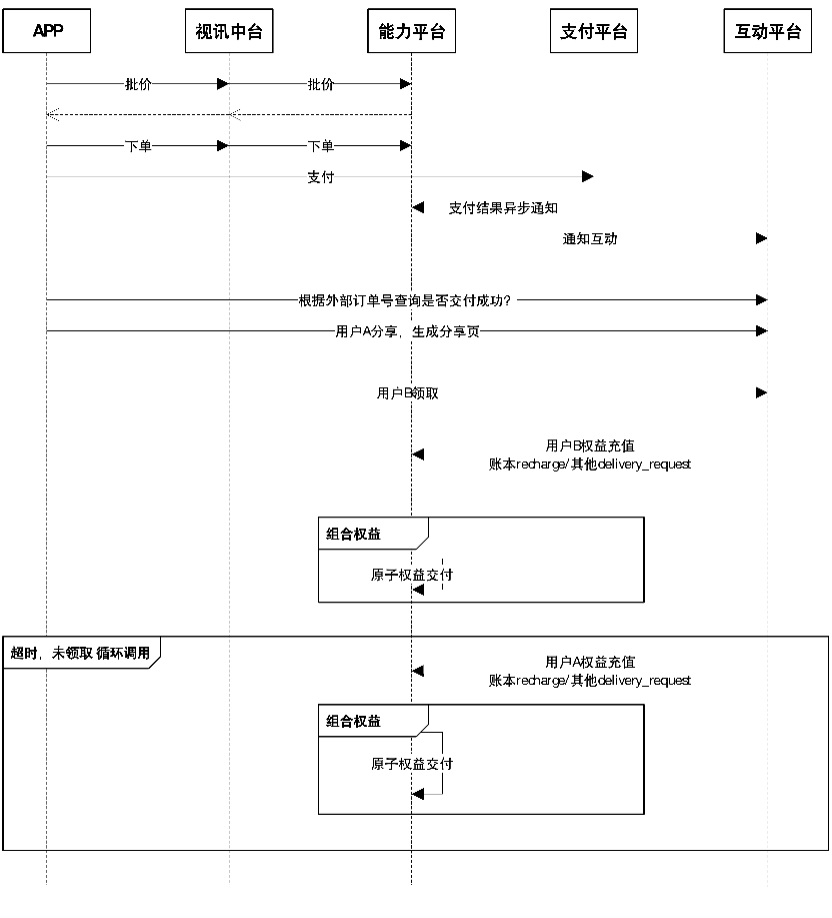 APP
视讯中台
能力平台
支付平台
互动平台
批价
批价
下单
下单
支付
支付结果异步通知
通知互动
根据外部订单号查询是否交付成功?
用户A分享，生成分享页
用户B领取
用户B权益充值
账本recharge/其他delivery_request
组合权益
原子权益交付
超时，未领取 循环调用
用户A权益充值
账本recharge/其他delivery_request
组合权益
原子权益交付